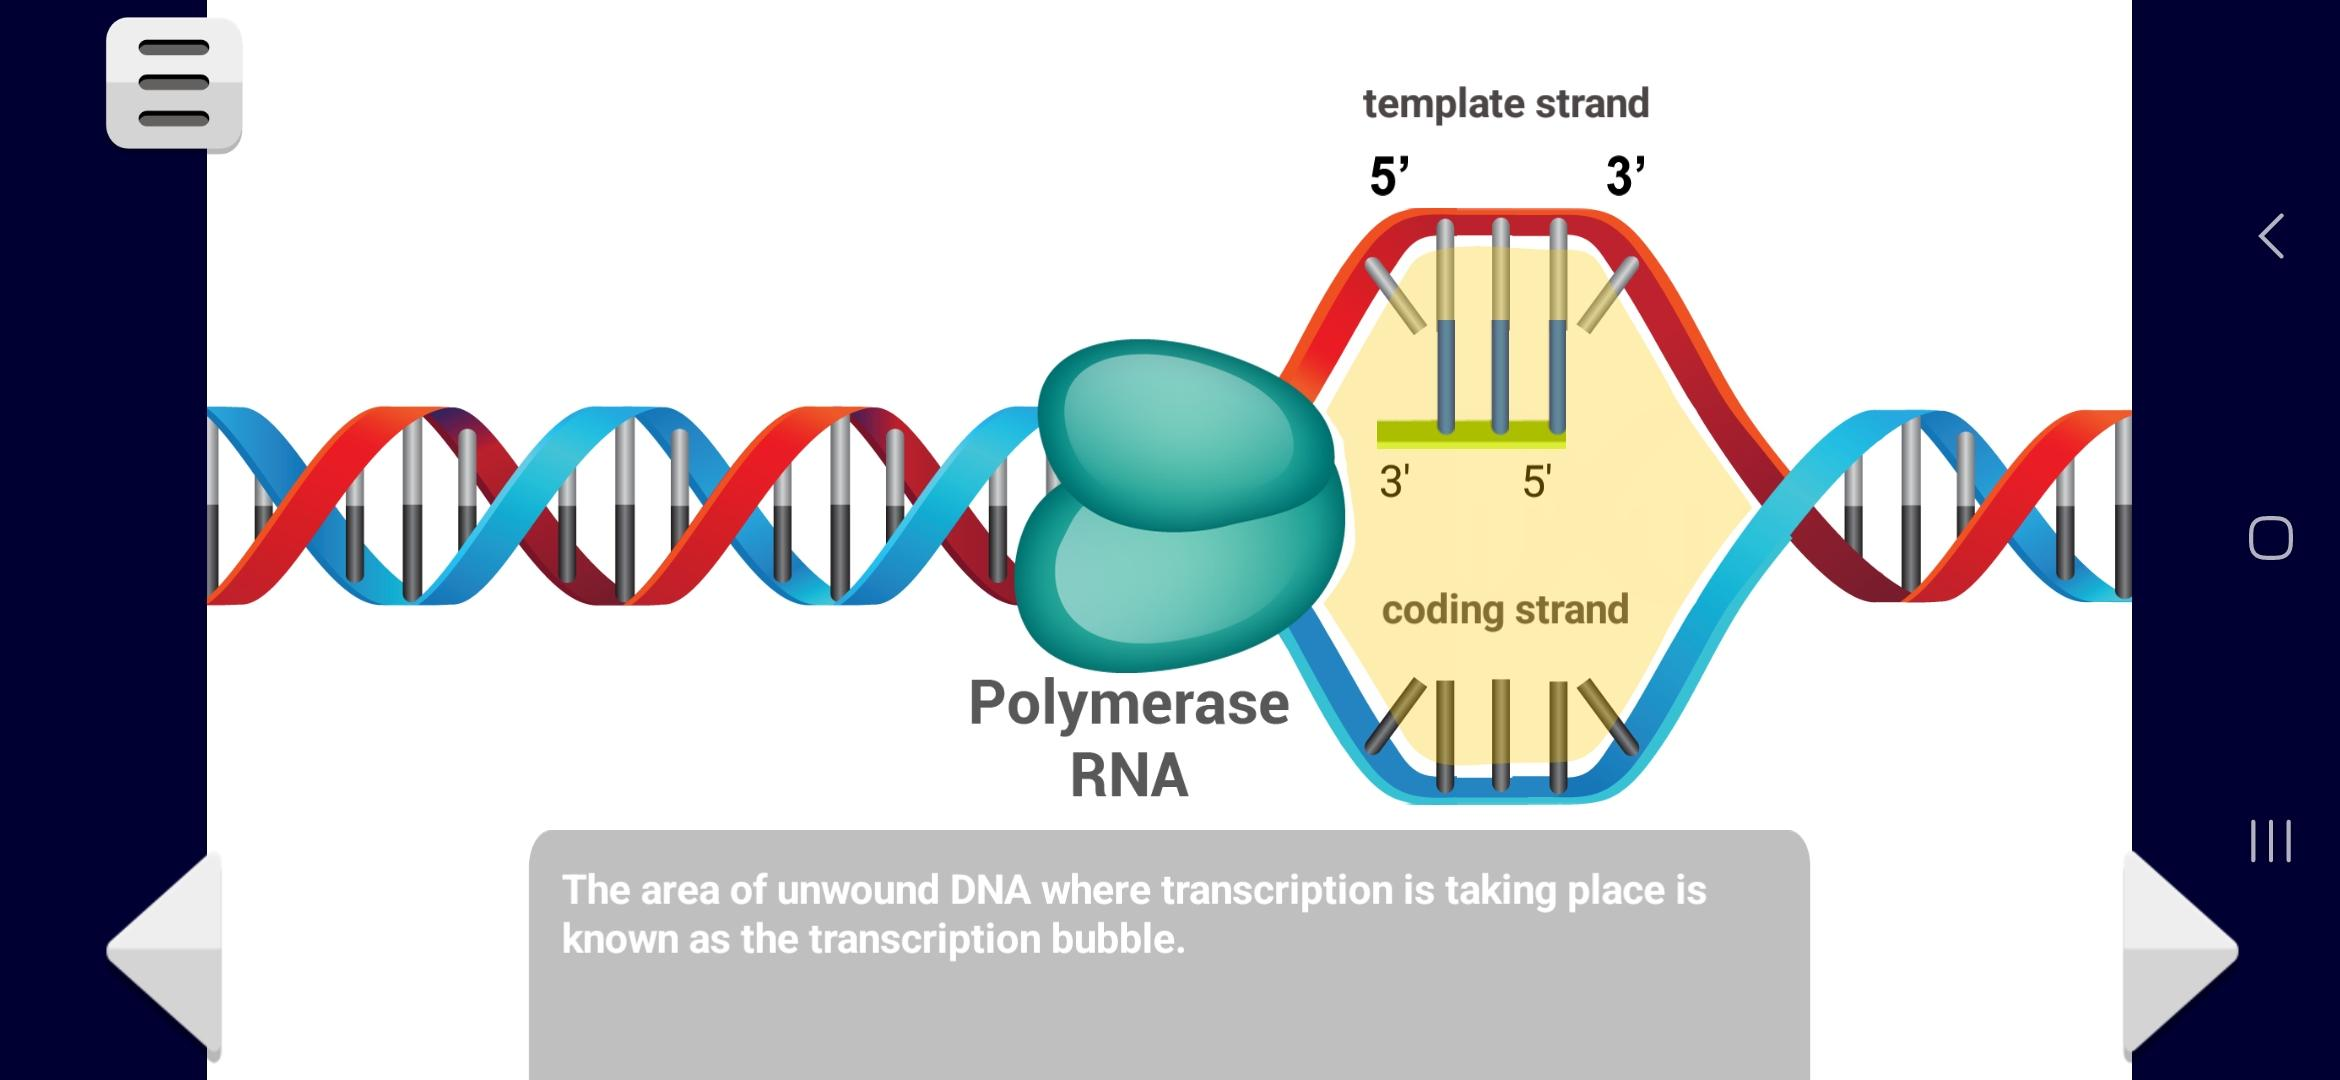 template strand
5’ 3’
3' 5'
coding strand
Polymerase
RNA
The area of unwound DNA where transcription is taking place is
known as the transcription bubble.